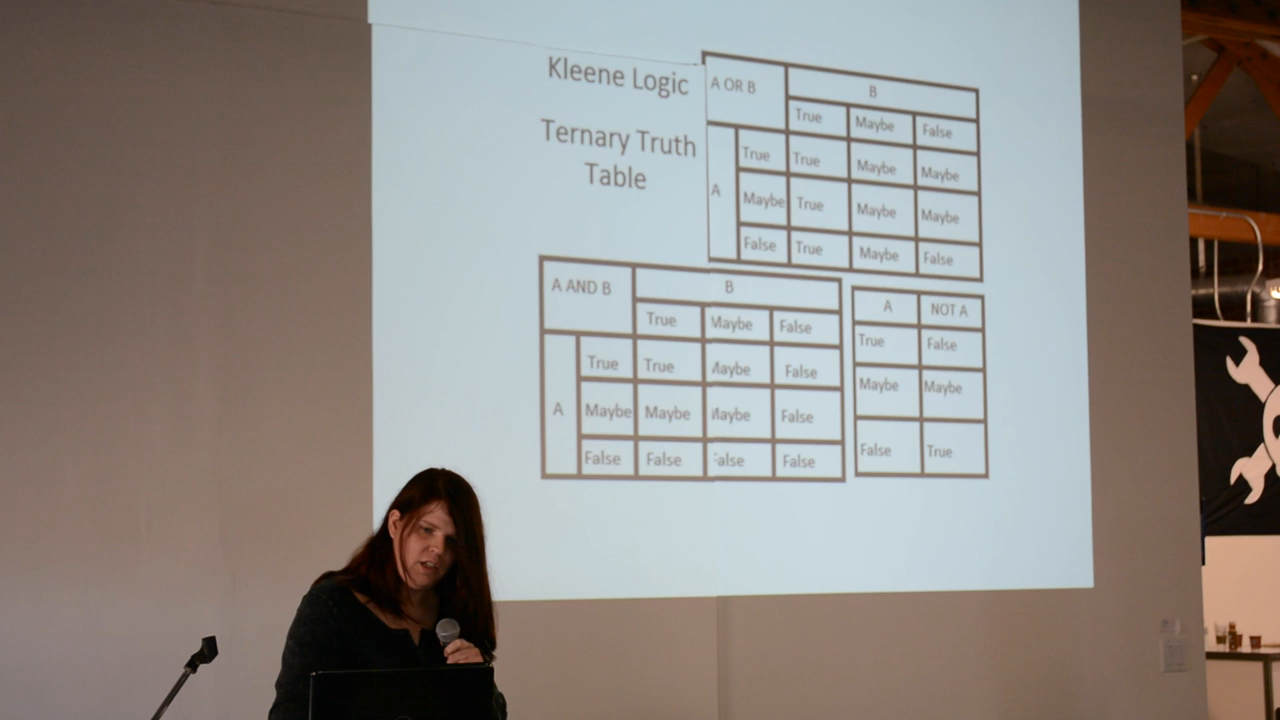 Kleene Logic
Ternary Truth
Table
A OR B B
True Maybe False
A
True True Maybe Maybe
Maybe True Maybe Maybe
False True Maybe False
A AND B B
True Maybe False
A
True True Maybe False
Maybe Maybe Maybe False
False False False False
A NOT A
True False
Maybe Maybe
False True